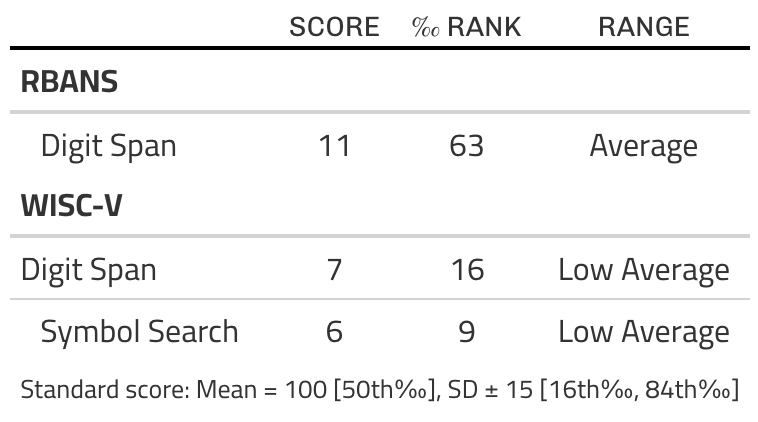 SCORE ‰ RANK RANGE
RBANS
Digit Span 11 63 Average
WISC-V
Digit Span 7 16 Low Average
Symbol Search 6 9 Low Average
Standard score: Mean = 100 [50th‰], SD ± 15 [16th‰, 84th‰]